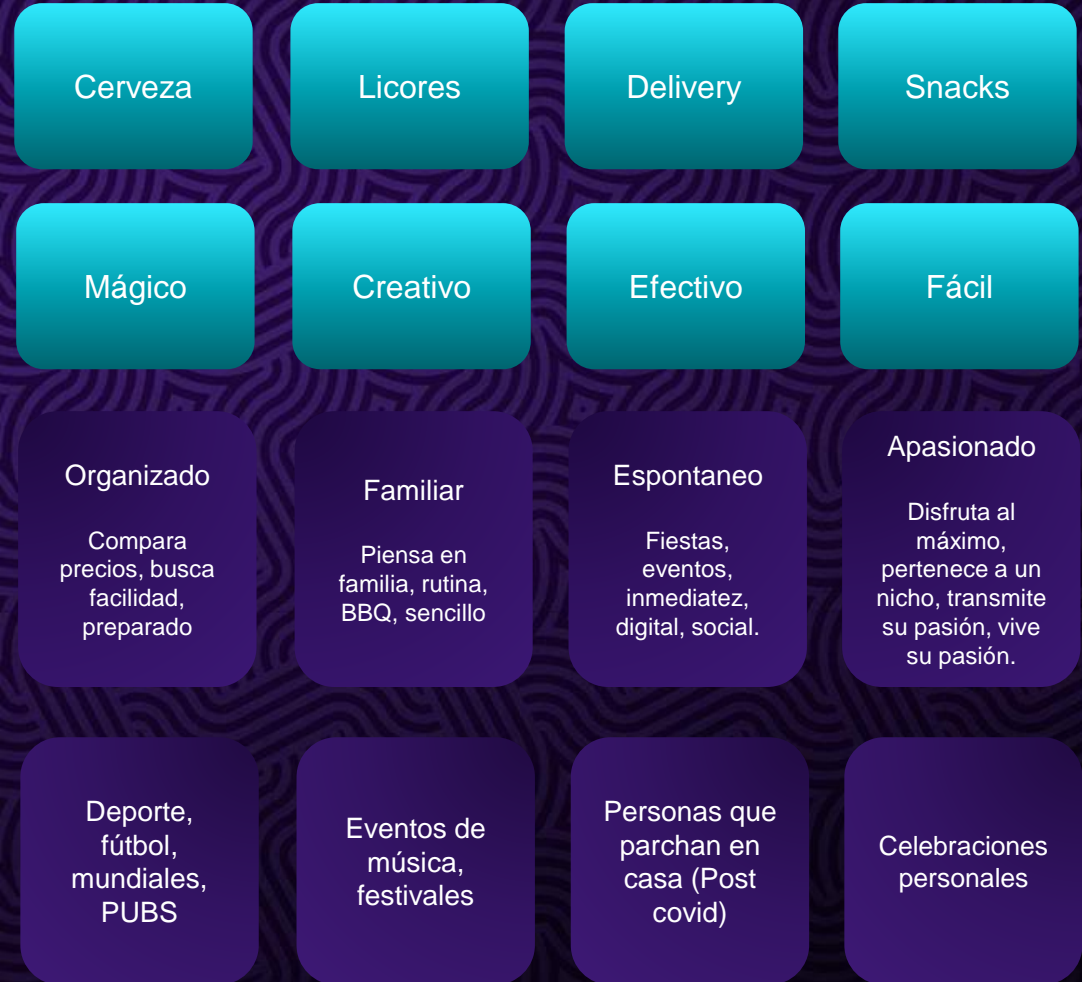 Cerveza
Licores
Delivery
Snacks
Mágico
Creativo
Efectivo
Fácil
Organizado
Compara
precios, busca
facilidad,
preparado
Familiar
Piensa en
familia, rutina,
BBQ, sencillo
Espontaneo
Fiestas,
eventos,
inmediatez,
digital, social.
Apasionado
Disfruta al
máximo,
pertenece a un
nicho, transmite
su pasión, vive
su pasión.
Deporte,
fútbol,
mundiales,
PUBS
Eventos de
música,
festivales
Personas que
parchan en
casa (Post
covid)
Celebraciones
personales